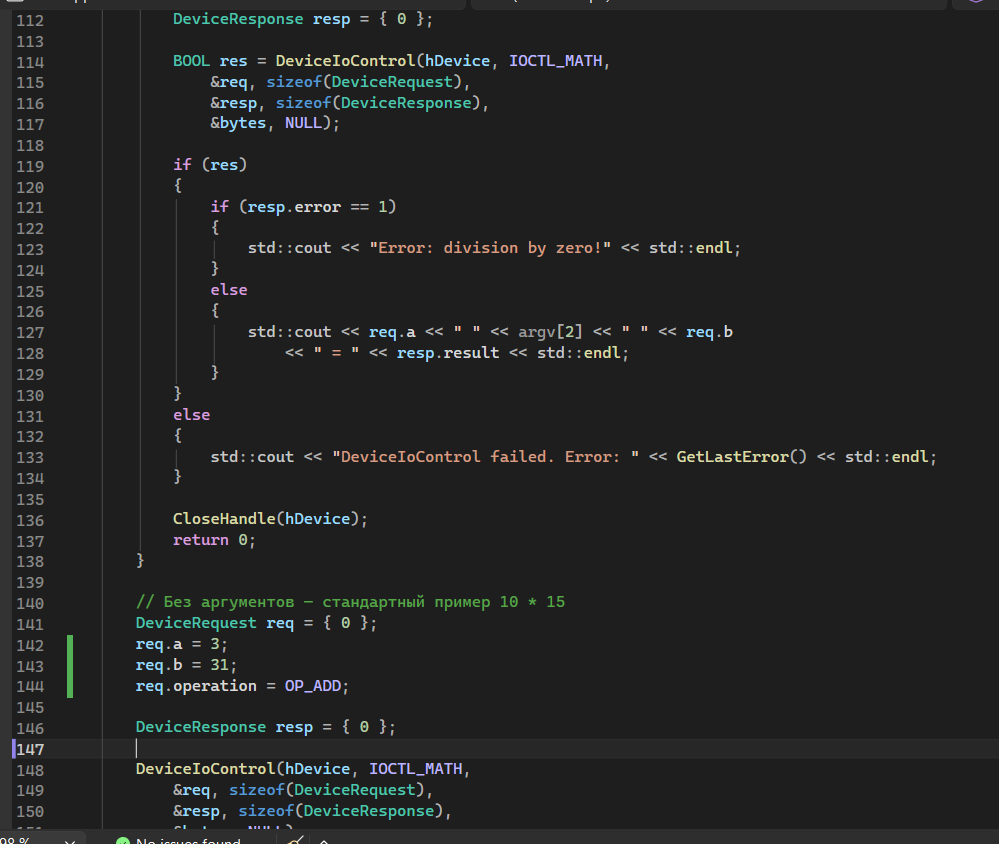 112 DeviceResponse resp = { 0 };
113
114 BOOL res = DeviceIoControl(hDevice, IOCTL_MATH,
115 &req, sizeof(DeviceRequest),
116 &resp, sizeof(DeviceResponse),
117 &bytes, NULL);
118
119 if (res)
120 {
121 if (resp.error == 1)
122 {
123 std::cout << "Error: division by zero!" << std::endl;
124 }
125 else
126 {
127 std::cout << req.a << " " << argv[2] << " " << req.b
128 << " = " << resp.result << std::endl;
129 }
130 }
131 else
132 {
133 std::cout << "DeviceIoControl failed. Error: " << GetLastError() << std::endl;
134 }
135
136 CloseHandle(hDevice);
137 return 0;
138 }
139
140 // Без аргументов — стандартный пример 10 * 15
141 DeviceRequest req = { 0 };
142 req.a = 3;
143 req.b = 31;
144 req.operation = OP_ADD;
145
146 DeviceResponse resp = { 0 };
147
148 DeviceIoControl(hDevice, IOCTL_MATH,
149 &req, sizeof(DeviceRequest),
150 &resp, sizeof(DeviceResponse),
98 % No issues found